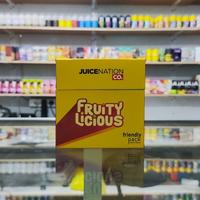 JUICENATION
CO.
FRUITY
LICIOUS
friendly
pack